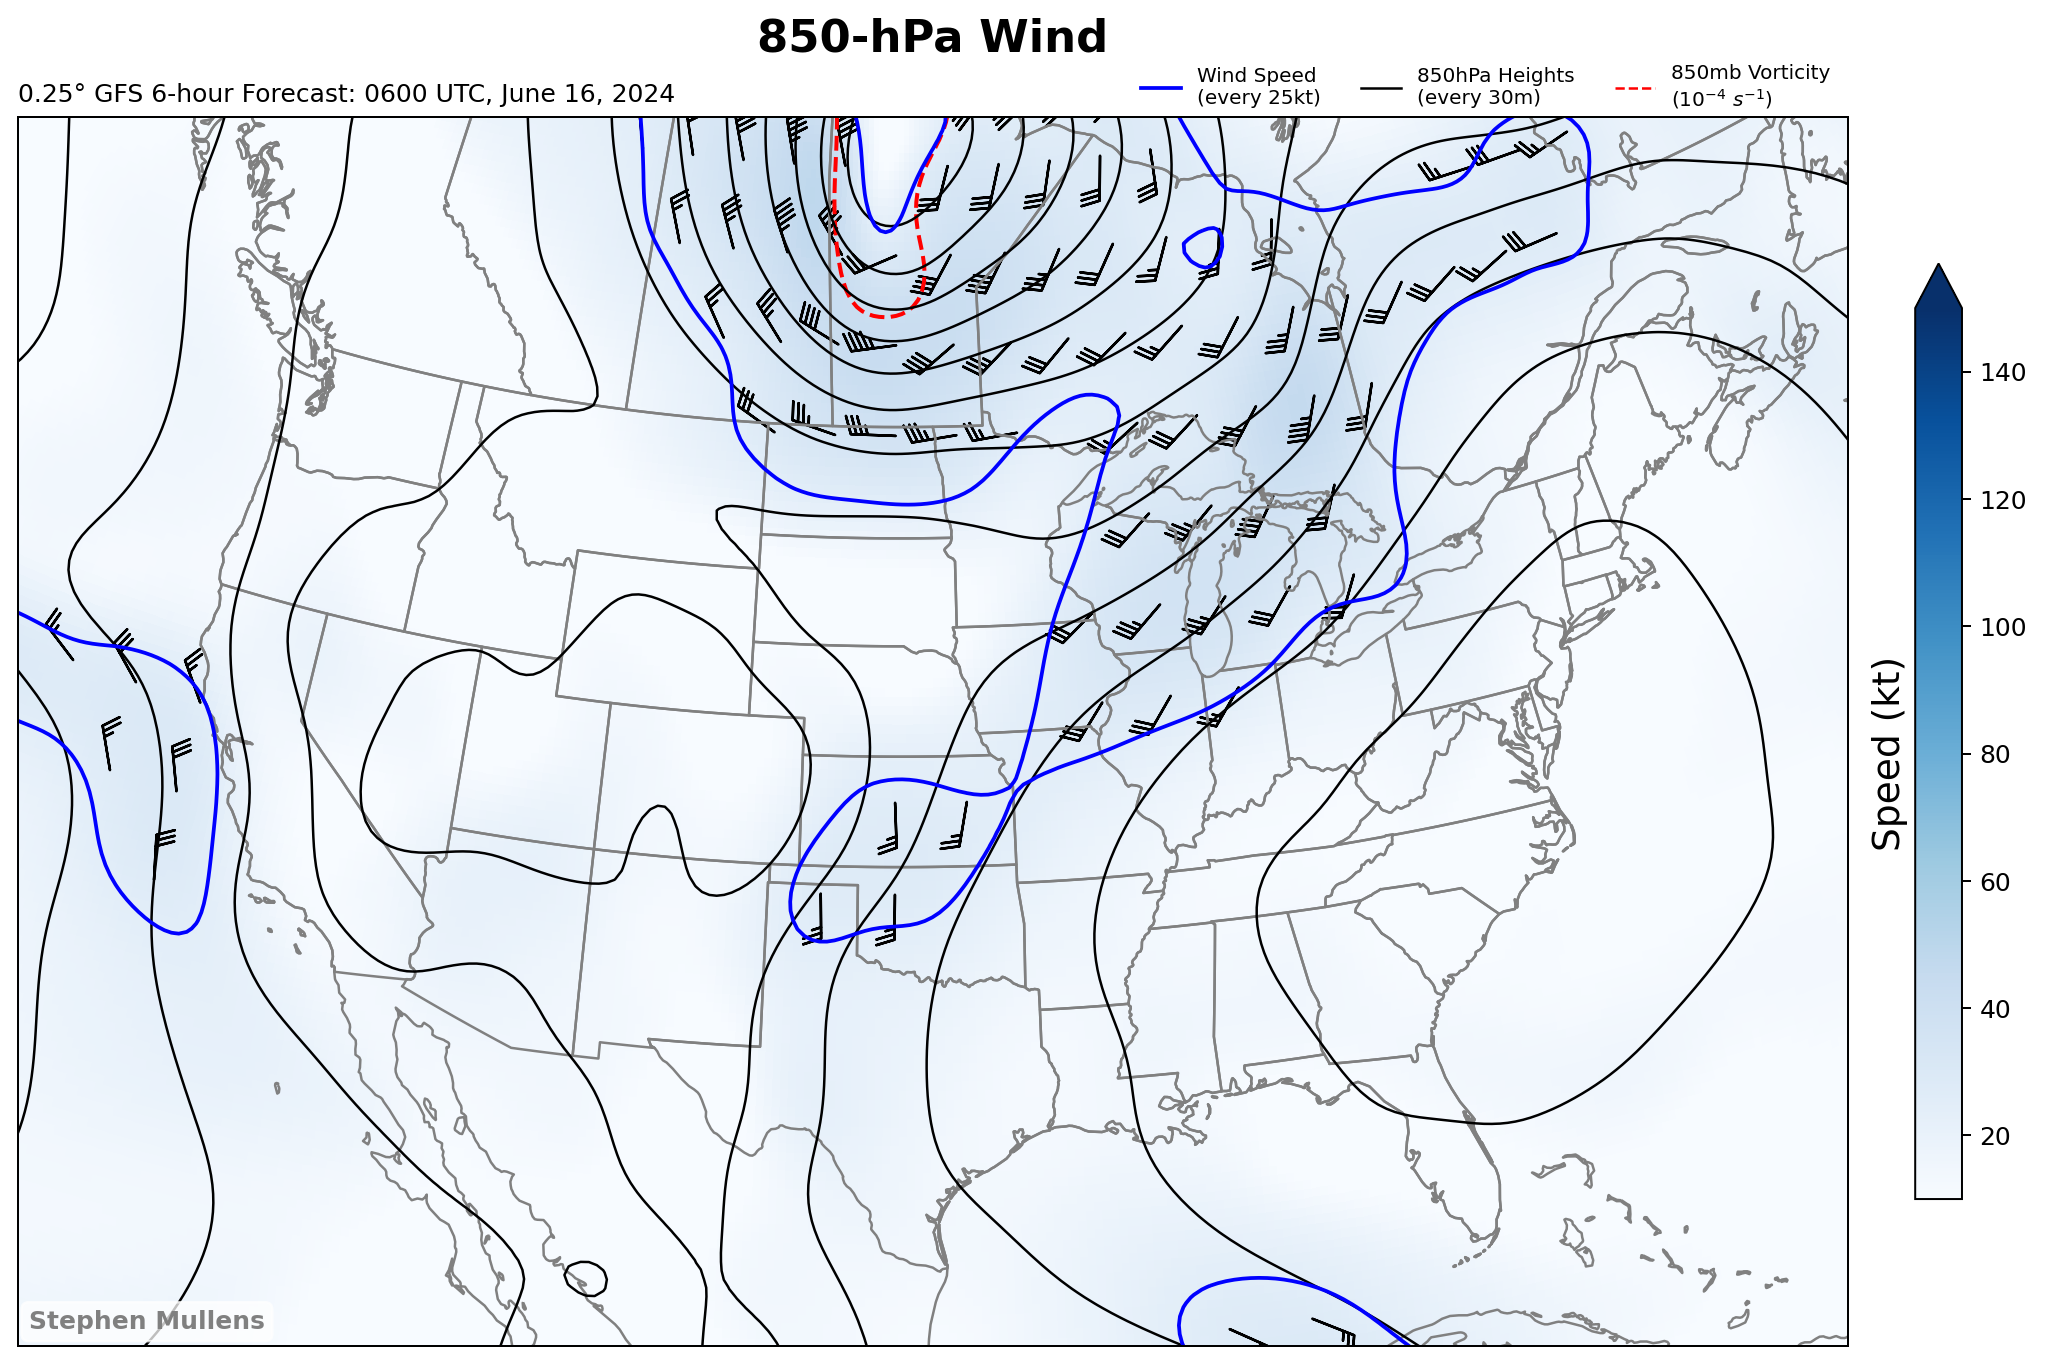 850-hPa Wind
0.25° GFS 6-hour Forecast: 0600 UTC, June 16, 2024
Wind Speed
(every 25kt)
850hPa Heights
(every 30m)
850mb Vorticity
(10⁻⁴ s⁻¹)
140
120
100
80
60
40
20
Speed (kt)
Stephen Mullens